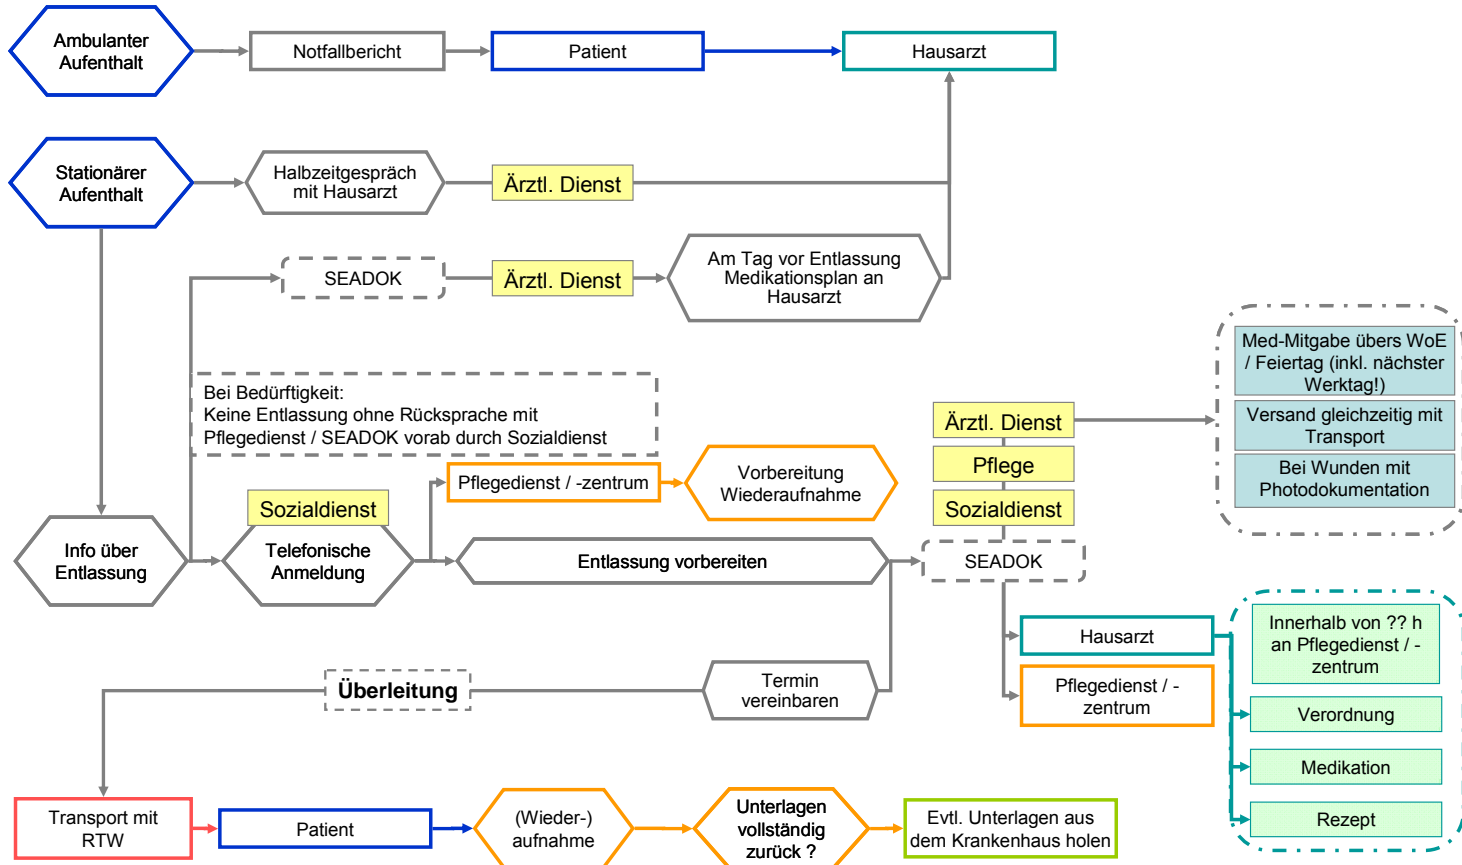 Ambulanter
Aufenthalt
Notfallbericht
Patient
Hausarzt
Stationärer
Aufenthalt
Halbzeitgespräch
mit Hausarzt
Ärztl. Dienst
SEADOK
Ärztl. Dienst
Am Tag vor Entlassung
Medikationsplan an
Hausarzt
Bei Bedürftigkeit:
Keine Entlassung ohne Rücksprache mit
Pflegedienst / SEADOK vorab durch Sozialdienst
Med-Mitgabe übers WoE
/ Feiertag (inkl. nächster
Werktag!)
Versand gleichzeitig mit
Transport
Bei Wunden mit
Photodokumentation
Ärztl. Dienst
Pflege
Sozialdienst
SEADOK
Pflegedienst / -zentrum
Vorbereitung
Wiederaufnahme
Sozialdienst
Info über
Entlassung
Telefonische
Anmeldung
Entlassung vorbereiten
Hausarzt
Pflegedienst / -
zentrum
Innerhalb von ?? h
an Pflegedienst / -
zentrum
Verordnung
Medikation
Rezept
Überleitung
Termin
vereinbaren
Transport mit
RTW
Patient
(Wieder-)
aufnahme
Unterlagen
vollständig
zurück ?
Evtl. Unterlagen aus
dem Krankenhaus holen